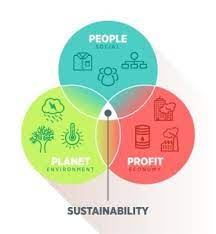 PEOPLE
SOCIAL
PLANET
ENVIRONMENT
PROFIT
ECONOMY
SUSTAINABILITY